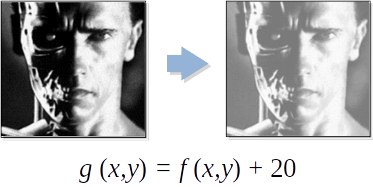 g (x,y) = f (x,y) + 20